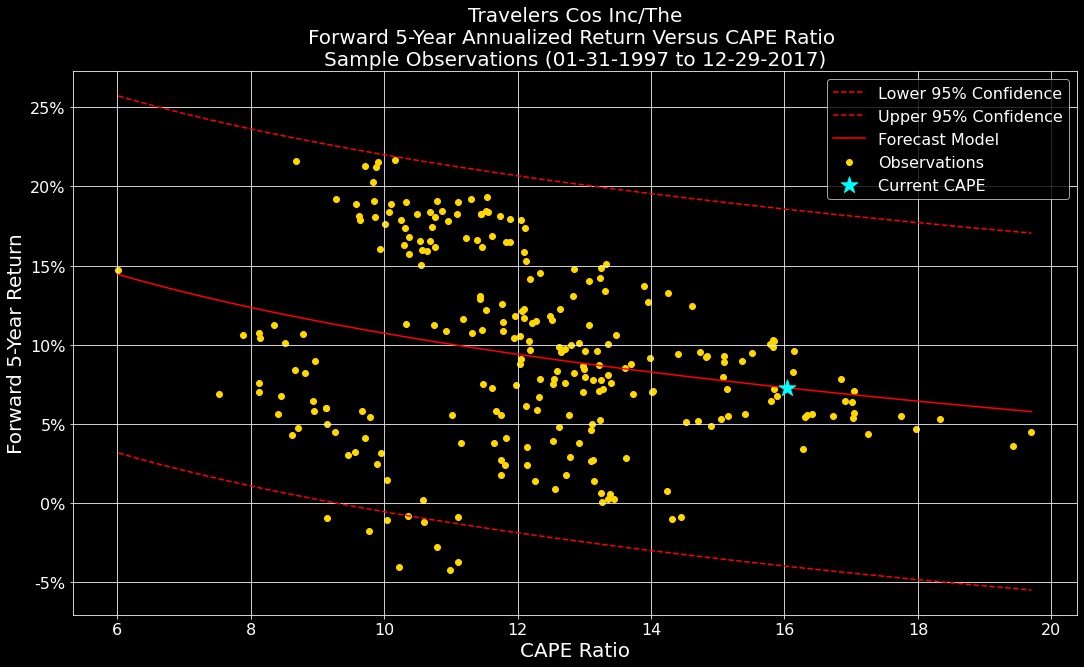 Travelers Cos Inc/The
Forward 5-Year Annualized Return Versus CAPE Ratio
Sample Observations (01-31-1997 to 12-29-2017)
Lower 95% Confidence
Upper 95% Confidence
Forecast Model
Observations
Current CAPE
Forward 5-Year Return
25%
20%
15%
10%
5%
0%
-5%
6 8 10 12 14 16 18 20
CAPE Ratio